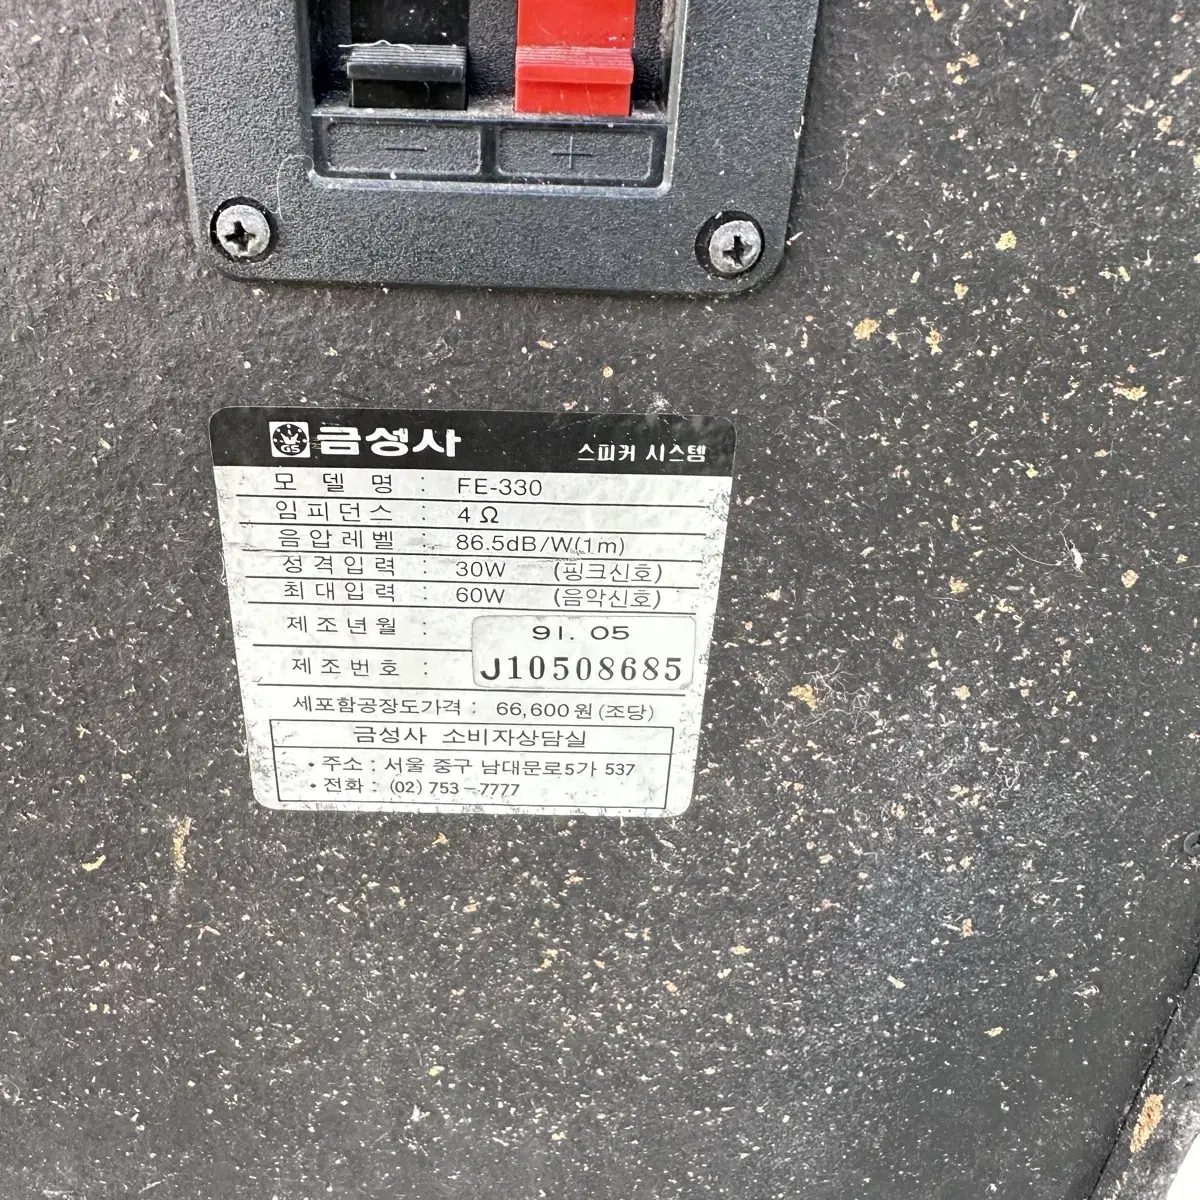 − +
GS 금성사 스피커 시스템
모델명 : FE-330
임피던스 : 4Ω
음압레벨 : 86.5dB/W(1m)
성격입력 : 30W (핑크신호)
최대입력 : 60W (음악신호)
제조년월 : 91. 05
제조번호 : J10508685
세포함공장도가격 : 66,600원(조당)
금성사 소비자상담실
• 주소 : 서울 중구 남대문로5가 537
• 전화 : (02) 753-7777